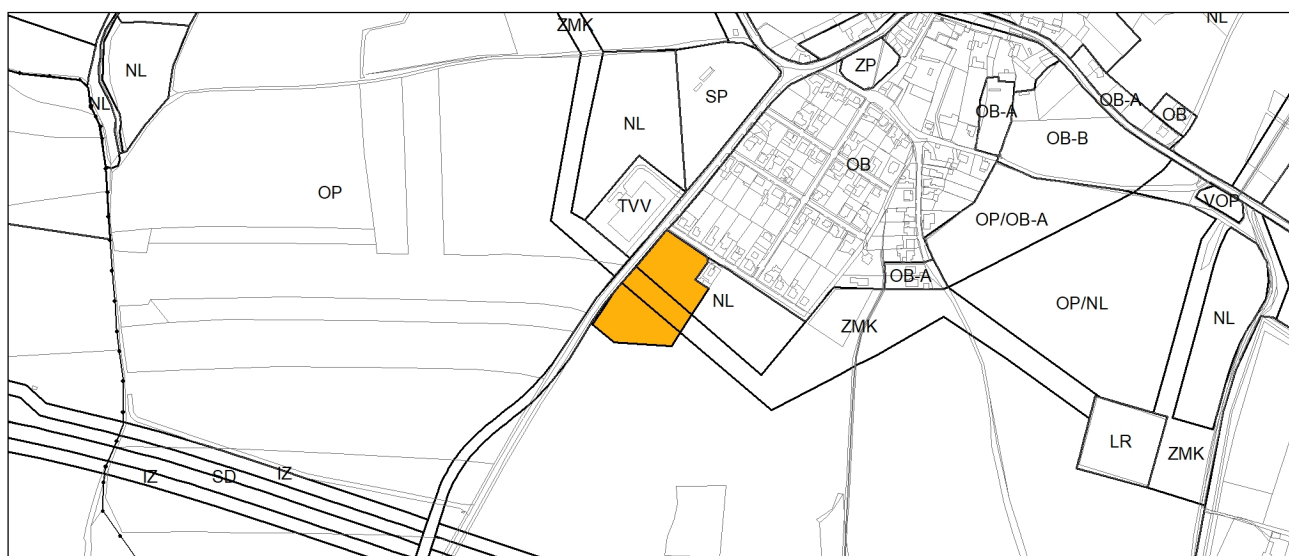 ZMK
NL
NL
ZP
SP
NL
NL
OB-A
OB-A
OB
OB-B
OP
OB
TVV
VOP
OP/OB-A
OB-A
NL
OP/NL
NL
ZMK
LR
ZMK
IZ
SD
IZ